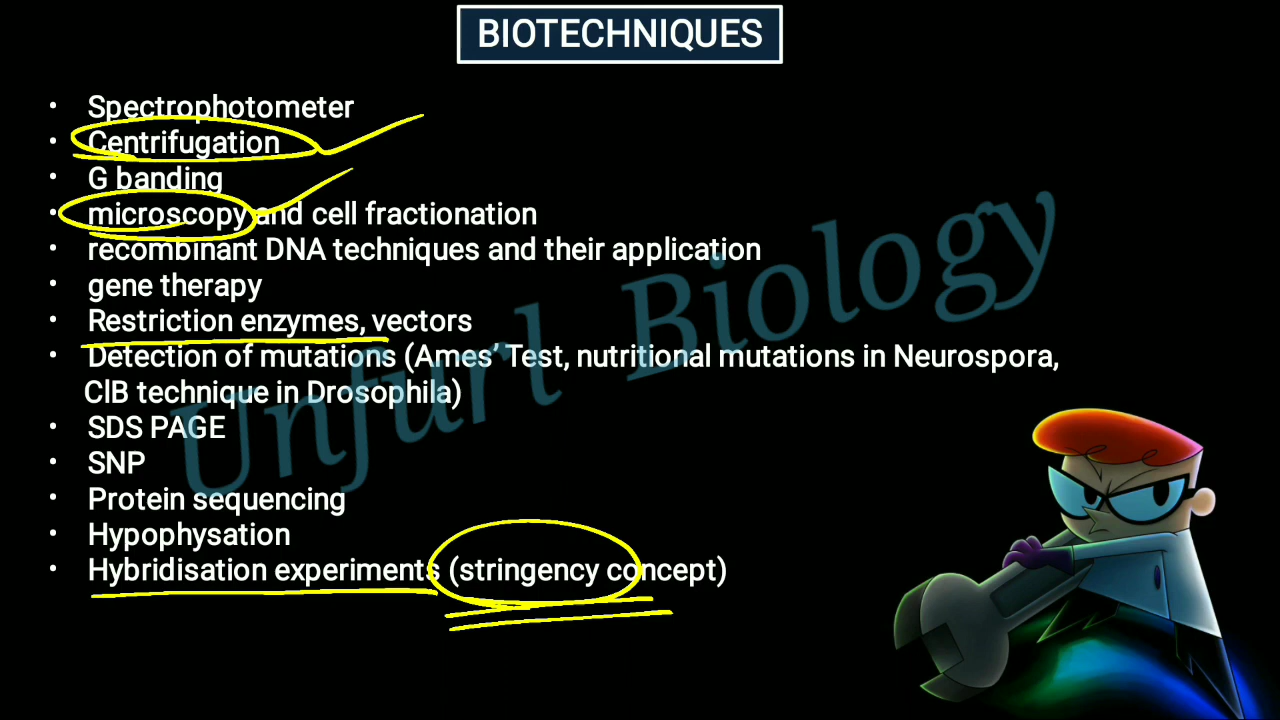 BIOTECHNIQUES
• Spectrophotometer
• Centrifugation
• G banding
• microscopy and cell fractionation
• recombinant DNA techniques and their application
• gene therapy
• Restriction enzymes, vectors
• Detection of mutations (Ames' Test, nutritional mutations in Neurospora,
ClB technique in Drosophila)
• SDS PAGE
• SNP
• Protein sequencing
• Hypophysation
• Hybridisation experiments (stringency concept)
Unfurl Biology